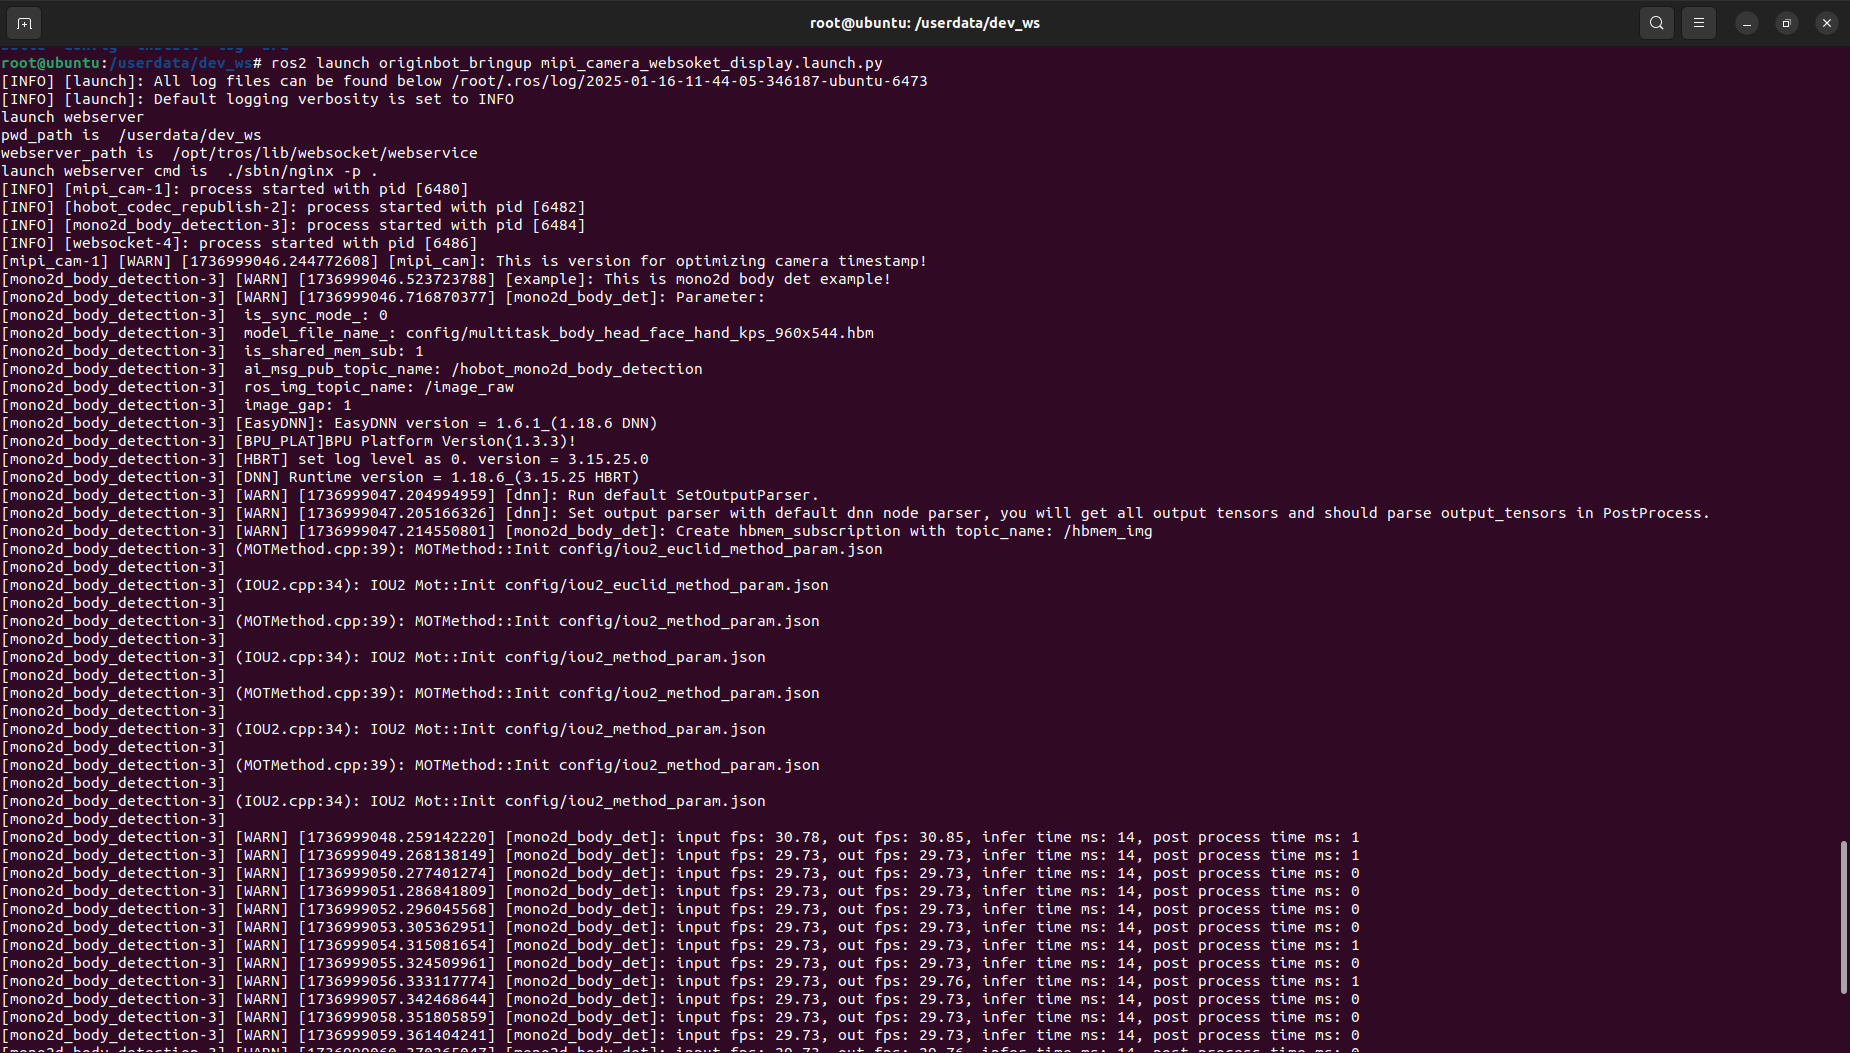 root@ubuntu: /userdata/dev_ws
root@ubuntu:/userdata/dev_ws# ros2 launch originbot_bringup mipi_camera_websoket_display.launch.py
[INFO] [launch]: All log files can be found below /root/.ros/log/2025-01-16-11-44-05-346187-ubuntu-6473
[INFO] [launch]: Default logging verbosity is set to INFO
launch webserver
pwd_path is  /userdata/dev_ws
webserver_path is  /opt/tros/lib/websocket/webservice
launch webserver cmd is  ./sbin/nginx -p .
[INFO] [mipi_cam-1]: process started with pid [6480]
[INFO] [hobot_codec_republish-2]: process started with pid [6482]
[INFO] [mono2d_body_detection-3]: process started with pid [6484]
[INFO] [websocket-4]: process started with pid [6486]
[mipi_cam-1] [WARN] [1736999046.244772608] [mipi_cam]: This is version for optimizing camera timestamp!
[mono2d_body_detection-3] [WARN] [1736999046.523723788] [example]: This is mono2d body det example!
[mono2d_body_detection-3] [WARN] [1736999046.716870377] [mono2d_body_det]: Parameter:
[mono2d_body_detection-3]  is_sync_mode_: 0
[mono2d_body_detection-3]  model_file_name_: config/multitask_body_head_face_hand_kps_960x544.hbm
[mono2d_body_detection-3]  is_shared_mem_sub: 1
[mono2d_body_detection-3]  ai_msg_pub_topic_name: /hobot_mono2d_body_detection
[mono2d_body_detection-3]  ros_img_topic_name: /image_raw
[mono2d_body_detection-3]  image_gap: 1
[mono2d_body_detection-3] [EasyDNN]: EasyDNN version = 1.6.1_(1.18.6 DNN)
[mono2d_body_detection-3] [BPU_PLAT]BPU Platform Version(1.3.3)!
[mono2d_body_detection-3] [HBRT] set log level as 0. version = 3.15.25.0
[mono2d_body_detection-3] [DNN] Runtime version = 1.18.6_(3.15.25 HBRT)
[mono2d_body_detection-3] [WARN] [1736999047.204994959] [dnn]: Run default SetOutputParser.
[mono2d_body_detection-3] [WARN] [1736999047.205166326] [dnn]: Set output parser with default dnn node parser, you will get all output tensors and should parse output_tensors in PostProcess.
[mono2d_body_detection-3] [WARN] [1736999047.214550801] [mono2d_body_det]: Create hbmem_subscription with topic_name: /hbmem_img
[mono2d_body_detection-3] (MOTMethod.cpp:39): MOTMethod::Init config/iou2_euclid_method_param.json
[mono2d_body_detection-3]
[mono2d_body_detection-3] (IOU2.cpp:34): IOU2 Mot::Init config/iou2_euclid_method_param.json
[mono2d_body_detection-3]
[mono2d_body_detection-3] (MOTMethod.cpp:39): MOTMethod::Init config/iou2_method_param.json
[mono2d_body_detection-3]
[mono2d_body_detection-3] (IOU2.cpp:34): IOU2 Mot::Init config/iou2_method_param.json
[mono2d_body_detection-3]
[mono2d_body_detection-3] (MOTMethod.cpp:39): MOTMethod::Init config/iou2_method_param.json
[mono2d_body_detection-3]
[mono2d_body_detection-3] (IOU2.cpp:34): IOU2 Mot::Init config/iou2_method_param.json
[mono2d_body_detection-3]
[mono2d_body_detection-3] (MOTMethod.cpp:39): MOTMethod::Init config/iou2_method_param.json
[mono2d_body_detection-3]
[mono2d_body_detection-3] (IOU2.cpp:34): IOU2 Mot::Init config/iou2_method_param.json
[mono2d_body_detection-3]
[mono2d_body_detection-3] [WARN] [1736999048.259142220] [mono2d_body_det]: input fps: 30.78, out fps: 30.85, infer time ms: 14, post process time ms: 1
[mono2d_body_detection-3] [WARN] [1736999049.268138149] [mono2d_body_det]: input fps: 29.73, out fps: 29.73, infer time ms: 14, post process time ms: 1
[mono2d_body_detection-3] [WARN] [1736999050.277401274] [mono2d_body_det]: input fps: 29.73, out fps: 29.73, infer time ms: 14, post process time ms: 0
[mono2d_body_detection-3] [WARN] [1736999051.286841809] [mono2d_body_det]: input fps: 29.73, out fps: 29.73, infer time ms: 14, post process time ms: 0
[mono2d_body_detection-3] [WARN] [1736999052.296045568] [mono2d_body_det]: input fps: 29.73, out fps: 29.73, infer time ms: 14, post process time ms: 0
[mono2d_body_detection-3] [WARN] [1736999053.305362951] [mono2d_body_det]: input fps: 29.73, out fps: 29.73, infer time ms: 14, post process time ms: 0
[mono2d_body_detection-3] [WARN] [1736999054.315081654] [mono2d_body_det]: input fps: 29.73, out fps: 29.73, infer time ms: 14, post process time ms: 1
[mono2d_body_detection-3] [WARN] [1736999055.324509961] [mono2d_body_det]: input fps: 29.73, out fps: 29.73, infer time ms: 14, post process time ms: 0
[mono2d_body_detection-3] [WARN] [1736999056.333117774] [mono2d_body_det]: input fps: 29.73, out fps: 29.76, infer time ms: 14, post process time ms: 1
[mono2d_body_detection-3] [WARN] [1736999057.342468644] [mono2d_body_det]: input fps: 29.73, out fps: 29.73, infer time ms: 14, post process time ms: 0
[mono2d_body_detection-3] [WARN] [1736999058.351805859] [mono2d_body_det]: input fps: 29.73, out fps: 29.73, infer time ms: 14, post process time ms: 0
[mono2d_body_detection-3] [WARN] [1736999059.361404241] [mono2d_body_det]: input fps: 29.73, out fps: 29.73, infer time ms: 14, post process time ms: 0